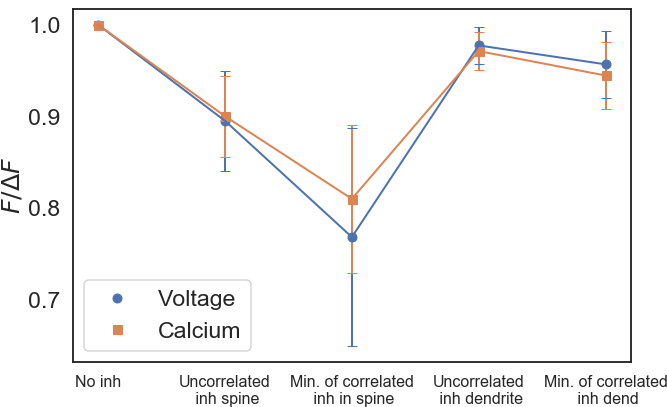 1.0
0.9
0.8
0.7
F/ΔF
Voltage
Calcium
No inh
Uncorrelated
inh spine
Min. of correlated
inh in spine
Uncorrelated
inh dendrite
Min. of correlated
inh dend